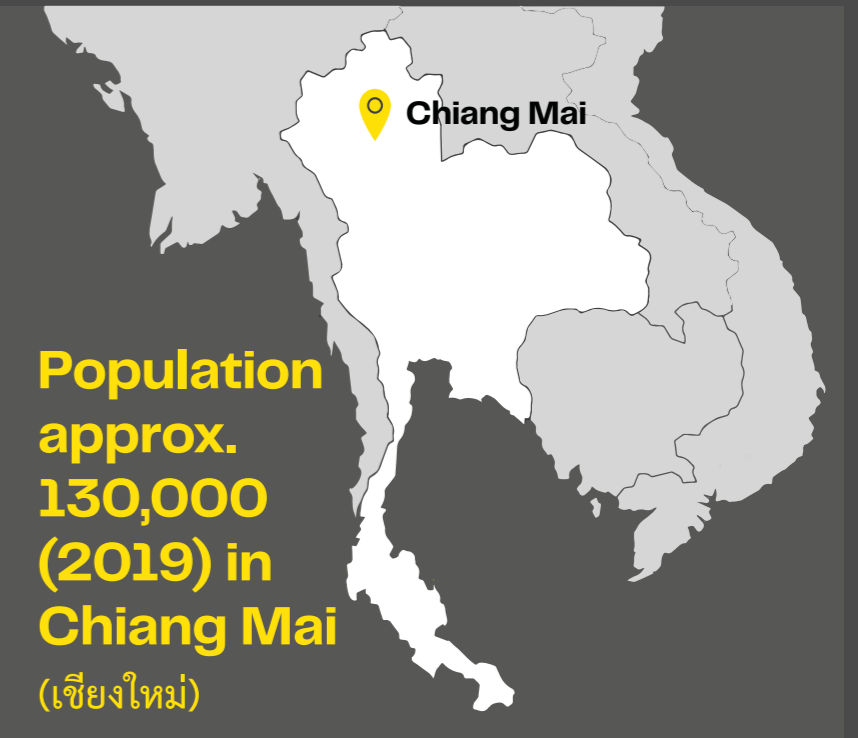 Chiang Mai
Population
approx.
130,000
(2019) in
Chiang Mai
(เชียงใหม่)